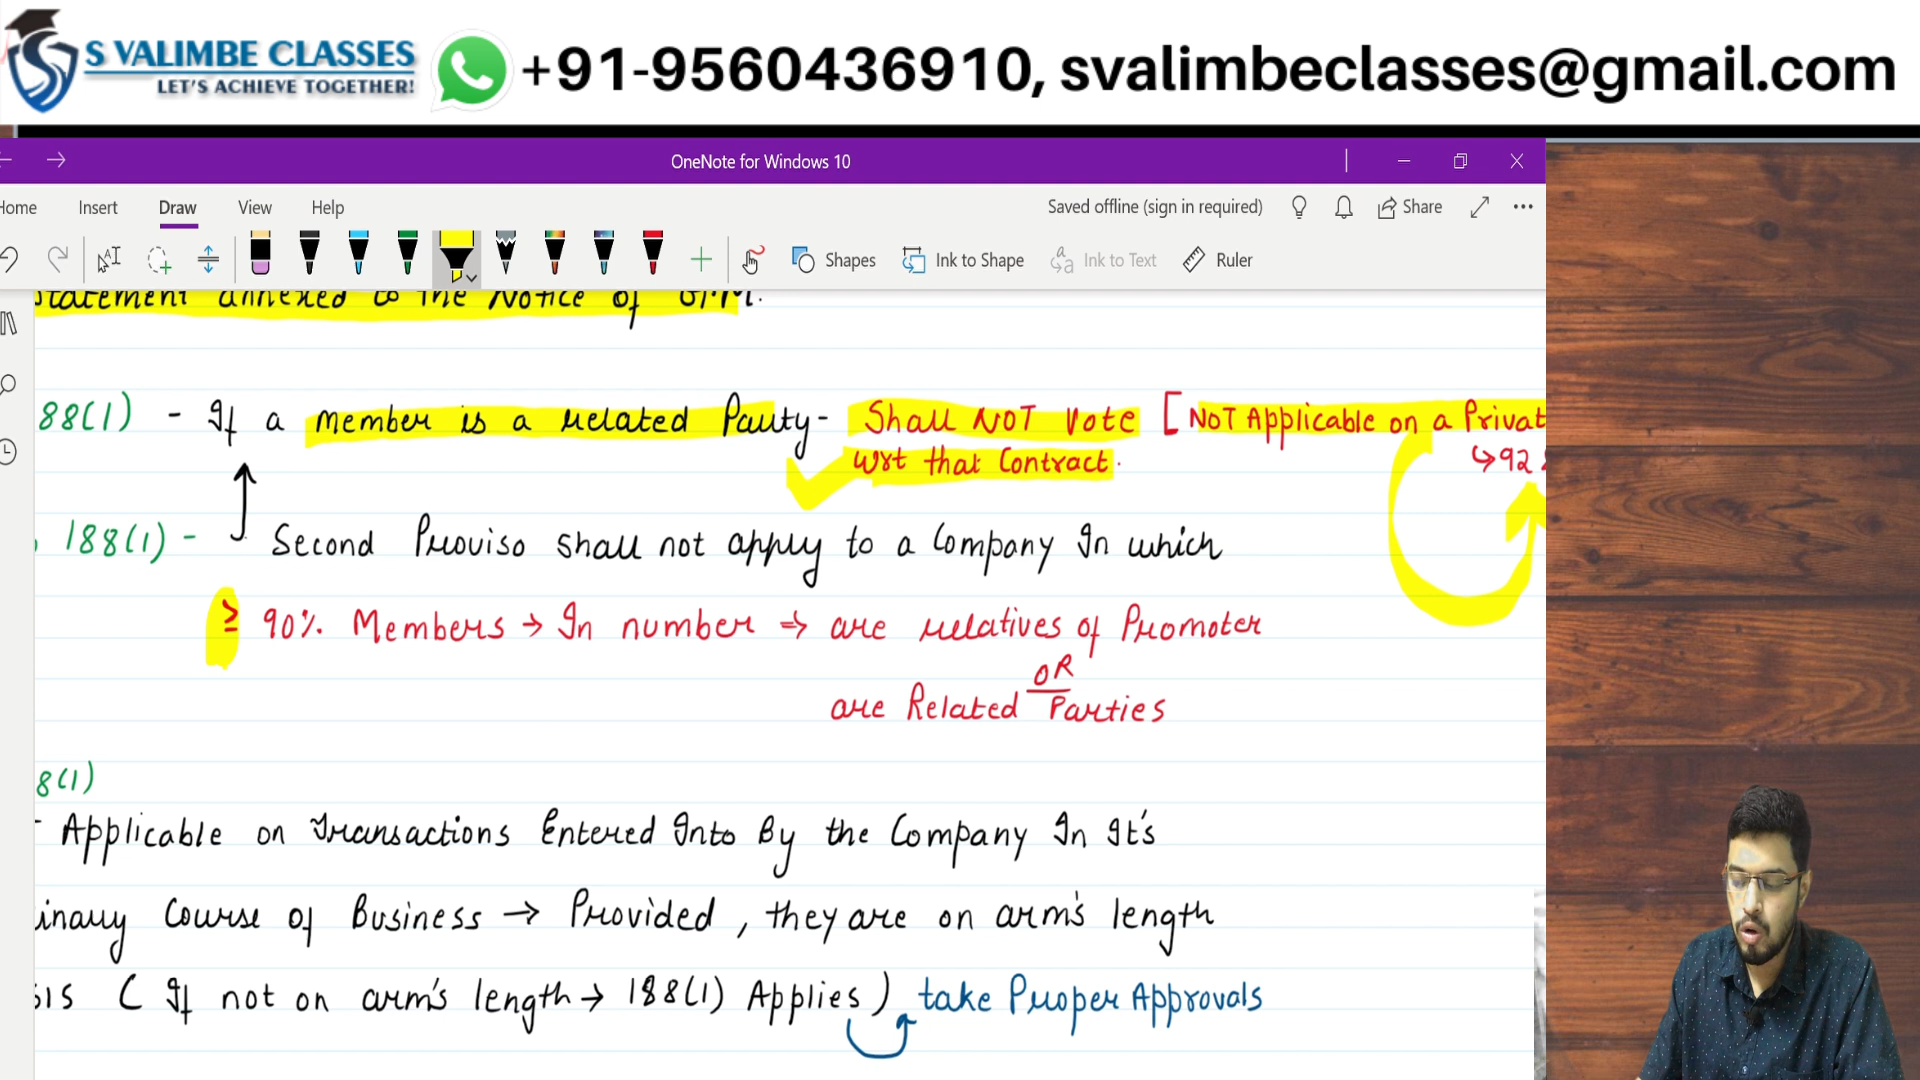 S VALIMBE CLASSES
LET'S ACHIEVE TOGETHER!
+91-9560436910, svalimbeclasses@gmail.com
OneNote for Windows 10
Home Insert Draw View Help
Saved offline (sign in required) Share
Shapes Ink to Shape Ink to Text Ruler
statement annexed to the Notice of GM.
88(1) - If a member is a related Party - Shall NOT Vote [NOT Applicable on a Privat
wrt that Contract.
↳92
188(1) - Second Proviso shall not apply to a Company In which
≥ 90% Members → In number ⇒ are relatives of Promoter
OR
are Related Parties
8(1)
Applicable on Transactions Entered Into By the Company In It's
inary Course of Business → Provided, they are on arm's length
sis ( If not on arm's length → 188(1) Applies ) take Proper Approvals